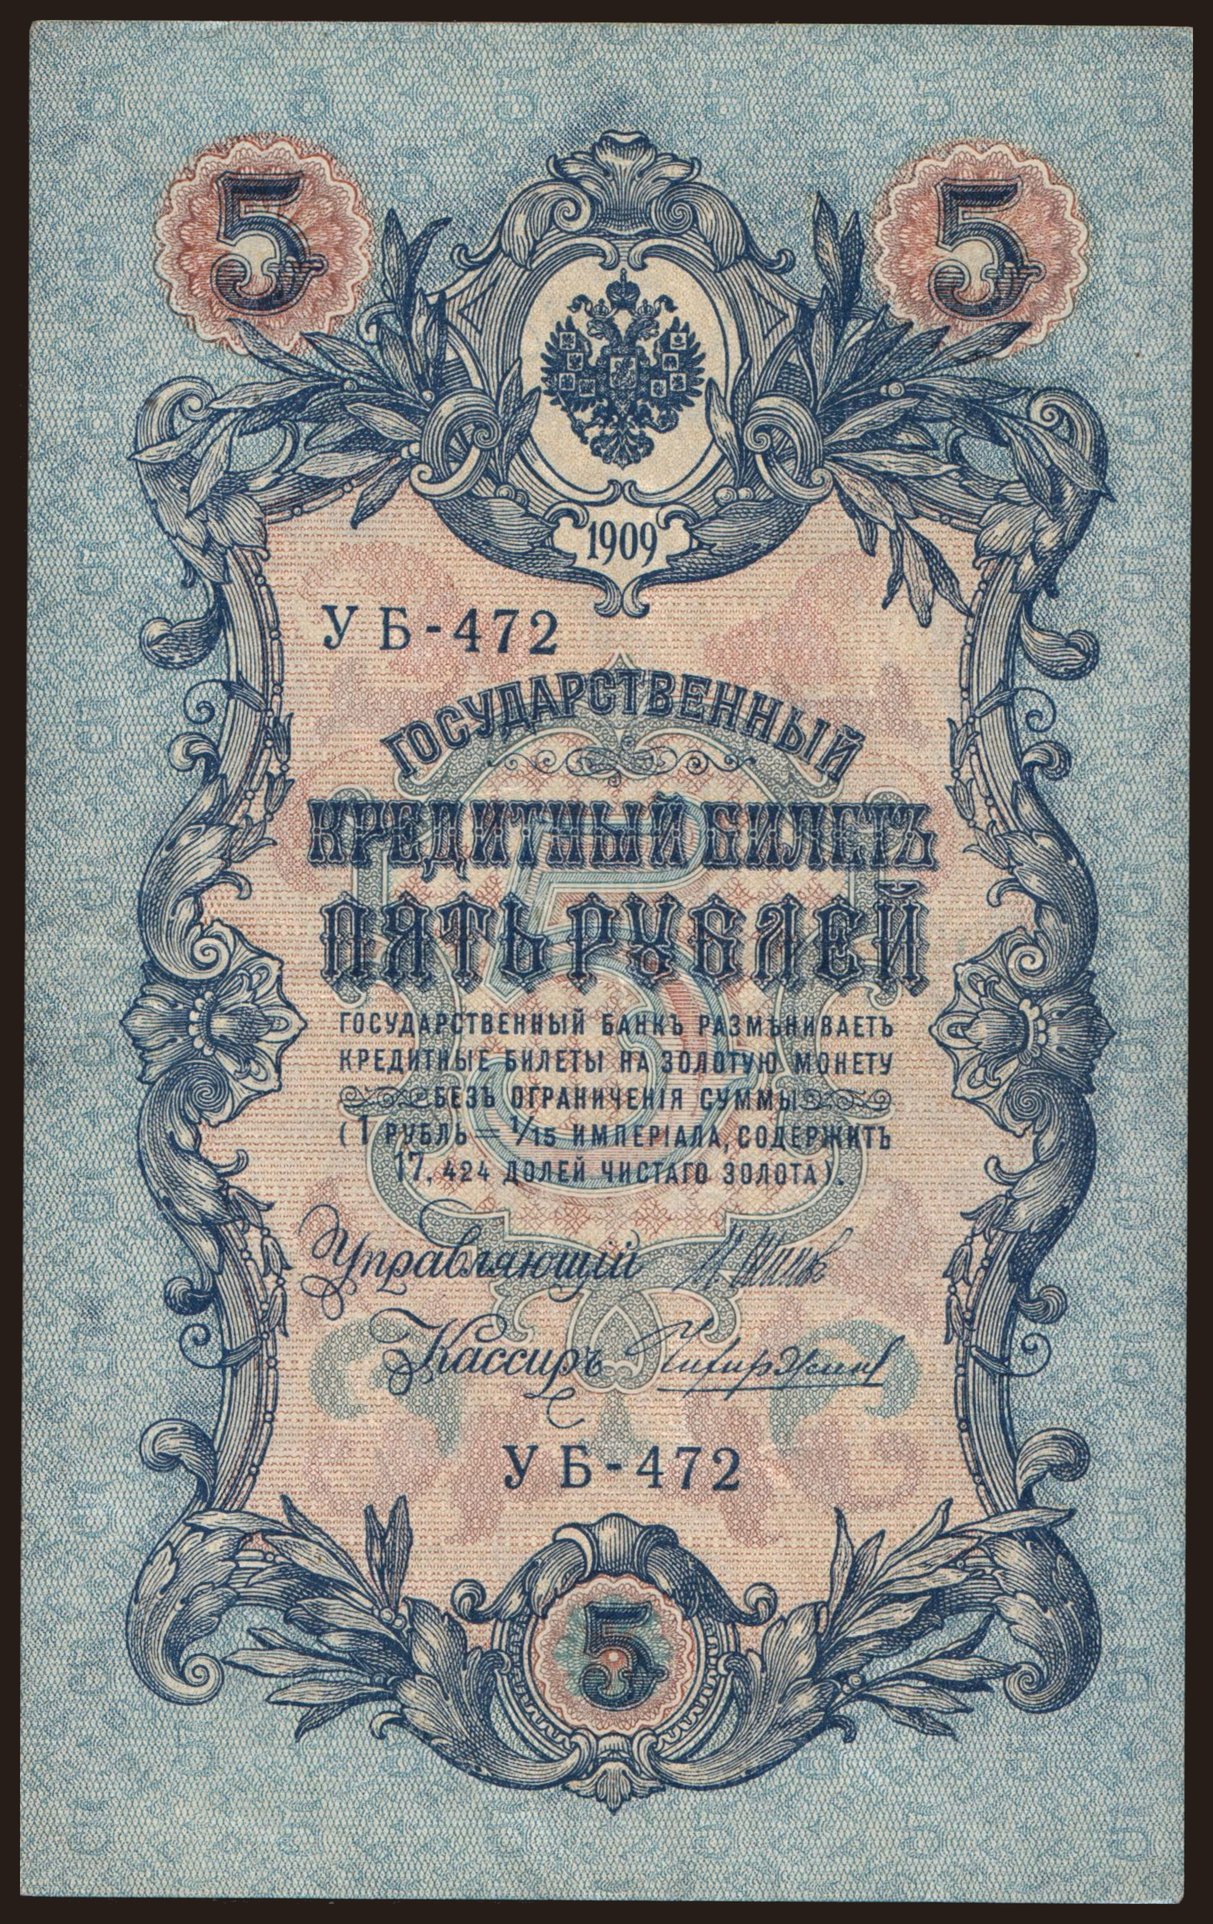 5 5
1909
УБ-472
ГОСУДАРСТВЕННЫЙ
КРЕДИТНЫЙ БИЛЕТЪ
ПЯТЬ РУБЛЕЙ
5
ГОСУДАРСТВЕННЫЙ БАНКЪ РАЗМѢНИВАЕТЪ
КРЕДИТНЫЕ БИЛЕТЫ НА ЗОЛОТУЮ МОНЕТУ
БЕЗЪ ОГРАНИЧЕНІЯ СУММЫ
(1 РУБЛЬ = 1/15 ИМПЕРІАЛА, СОДЕРЖИТЪ
17,424 ДОЛЕЙ ЧИСТАГО ЗОЛОТА).
Управляющій
Кассиръ
УБ-472
5